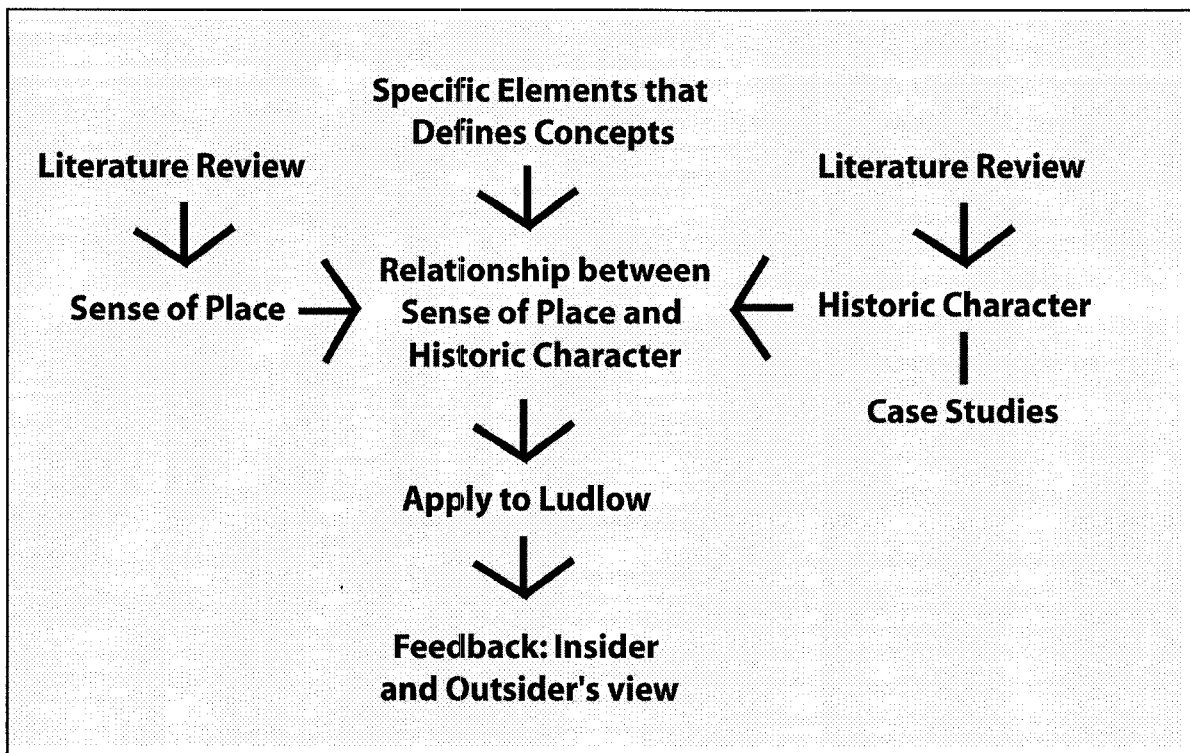 Specific Elements that
Defines Concepts
Literature Review
Literature Review
Sense of Place
Relationship between
Sense of Place and
Historic Character
Historic Character
Case Studies
Apply to Ludlow
Feedback: Insider
and Outsider's view